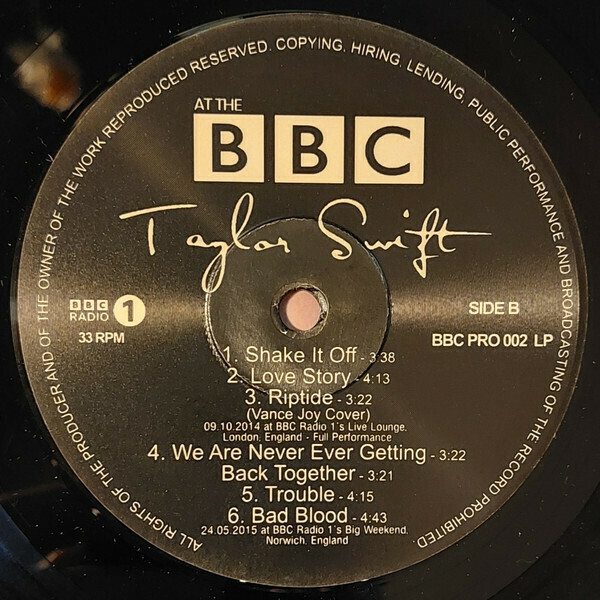 ALL RIGHTS OF THE PRODUCER AND OF THE OWNER OF THE WORK REPRODUCED RESERVED. COPYING, HIRING, LENDING, PUBLIC PERFORMANCE AND BROADCASTING OF THE RECORD PROHIBITED.
AT THE
BBC
Taylor Swift
BBC
RADIO 1
33 RPM
SIDE B
BBC PRO 002 LP
1. Shake It Off - 3:38
2. Love Story - 4:13
3. Riptide - 3:22
(Vance Joy Cover)
09.10.2014 at BBC Radio 1's Live Lounge,
London, England - Full Performance
4. We Are Never Ever Getting - 3:22
Back Together - 3:21
5. Trouble - 4:15
6. Bad Blood - 4:43
24.05.2015 at BBC Radio 1's Big Weekend,
Norwich, England